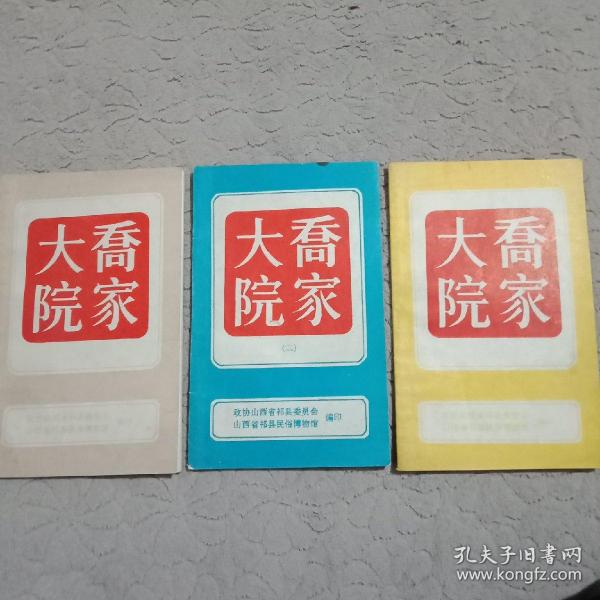 喬家
大院
喬家
大院
(二)
政协山西省祁县委员会
山西省祁县民俗博物馆
编印
喬家
大院
孔夫子旧书网
www.kongfz.com